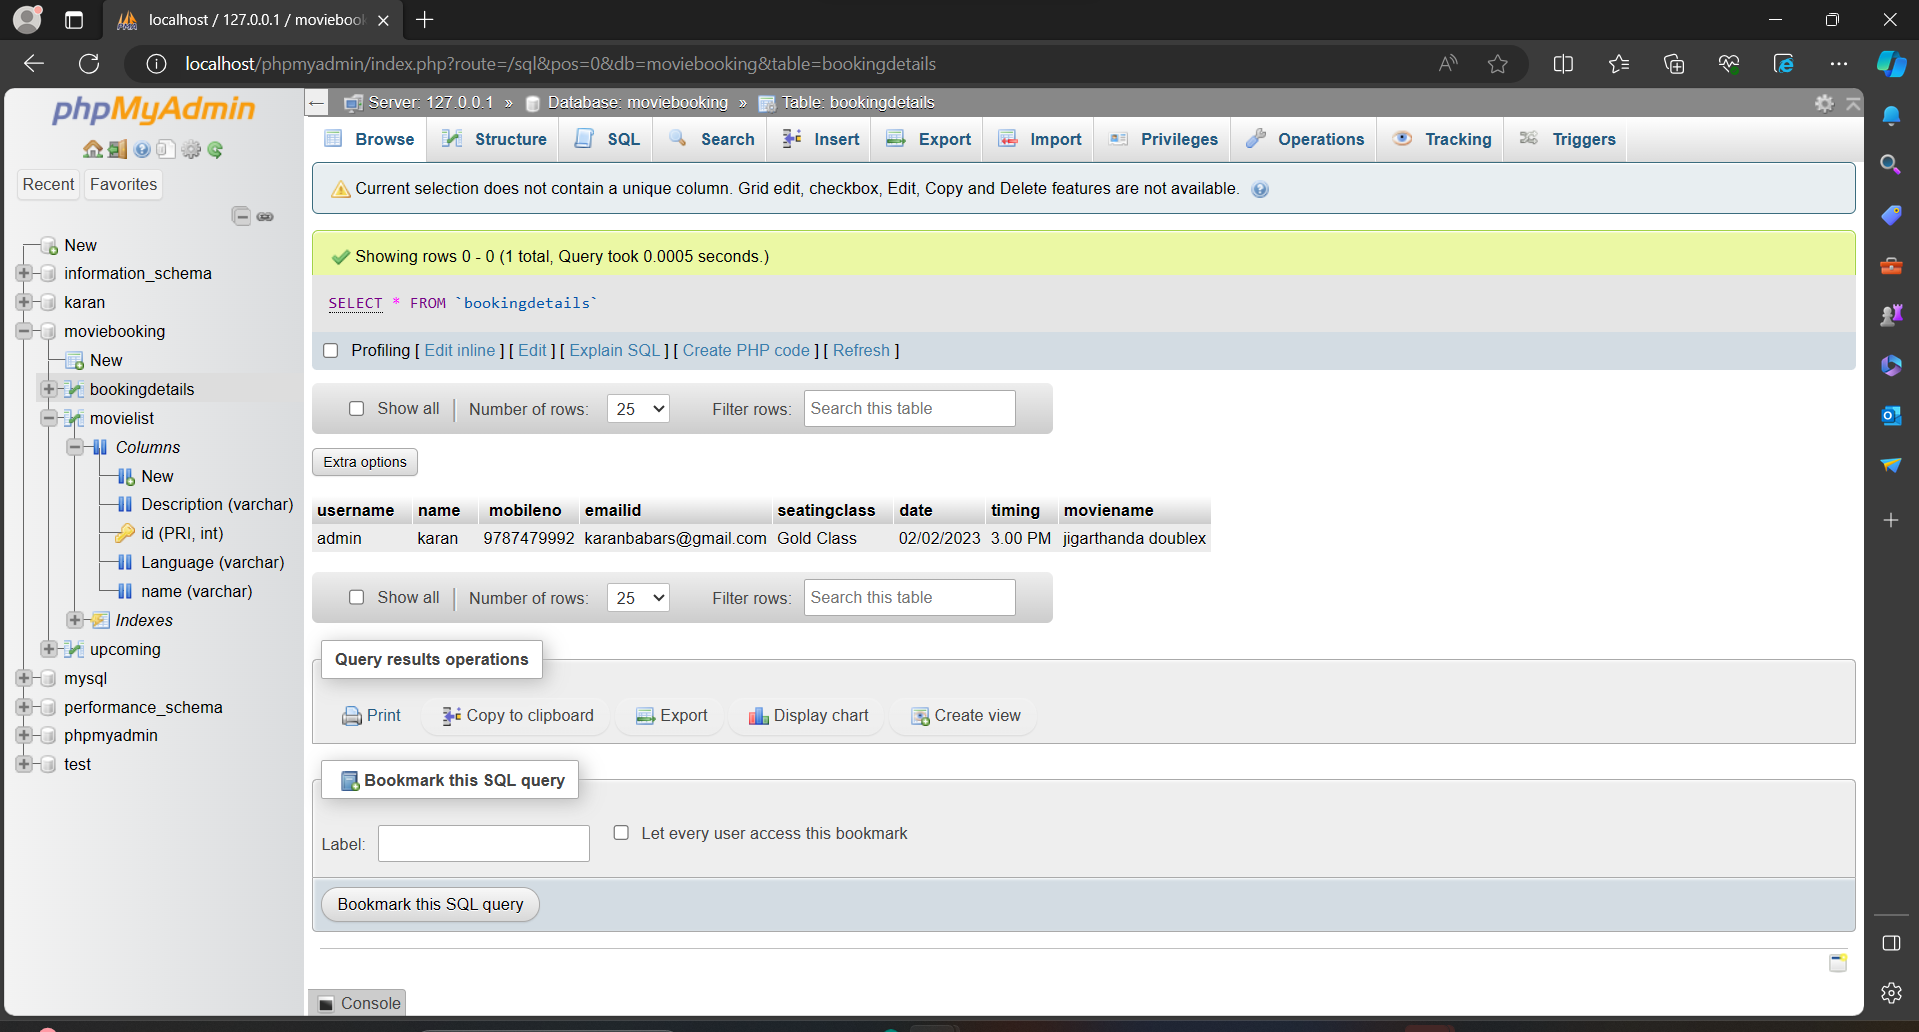 localhost / 127.0.0.1 / moviebook
localhost/phpmyadmin/index.php?route=/sql&pos=0&db=moviebooking&table=bookingdetails
phpMyAdmin
Recent
Favorites
New
information_schema
karan
moviebooking
New
bookingdetails
movielist
Columns
New
Description (varchar)
id (PRI, int)
Language (varchar)
name (varchar)
Indexes
upcoming
mysql
performance_schema
phpmyadmin
test
Server: 127.0.0.1 » Database: moviebooking » Table: bookingdetails
Browse Structure SQL Search Insert Export Import Privileges Operations Tracking Triggers
Current selection does not contain a unique column. Grid edit, checkbox, Edit, Copy and Delete features are not available.
Showing rows 0 - 0 (1 total, Query took 0.0005 seconds.)
SELECT * FROM `bookingdetails`
Profiling [ Edit inline ] [ Edit ] [ Explain SQL ] [ Create PHP code ] [ Refresh ]
Show all Number of rows: 25 Filter rows: Search this table
Extra options
username name mobileno emailid seatingclass date timing moviename
admin karan 9787479992 karanbabars@gmail.com Gold Class 02/02/2023 3.00 PM jigarthanda doublex
Show all Number of rows: 25 Filter rows: Search this table
Query results operations
Print Copy to clipboard Export Display chart Create view
Bookmark this SQL query
Label: Let every user access this bookmark
Bookmark this SQL query
Console